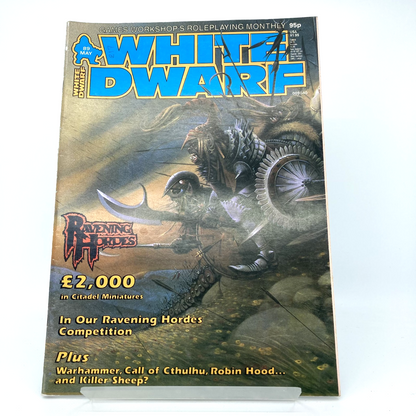 GAMES WORKSHOP'S ROLEPLAYING MONTHLY 95p
89
MAY
WHITE
DWARF
WHITE
DWARF
RAVENING
HORDES
£2,000
in Citadel Miniatures
In Our Ravening Hordes
Competition
Plus
Warhammer, Call of Cthulhu, Robin Hood...
and Killer Sheep?